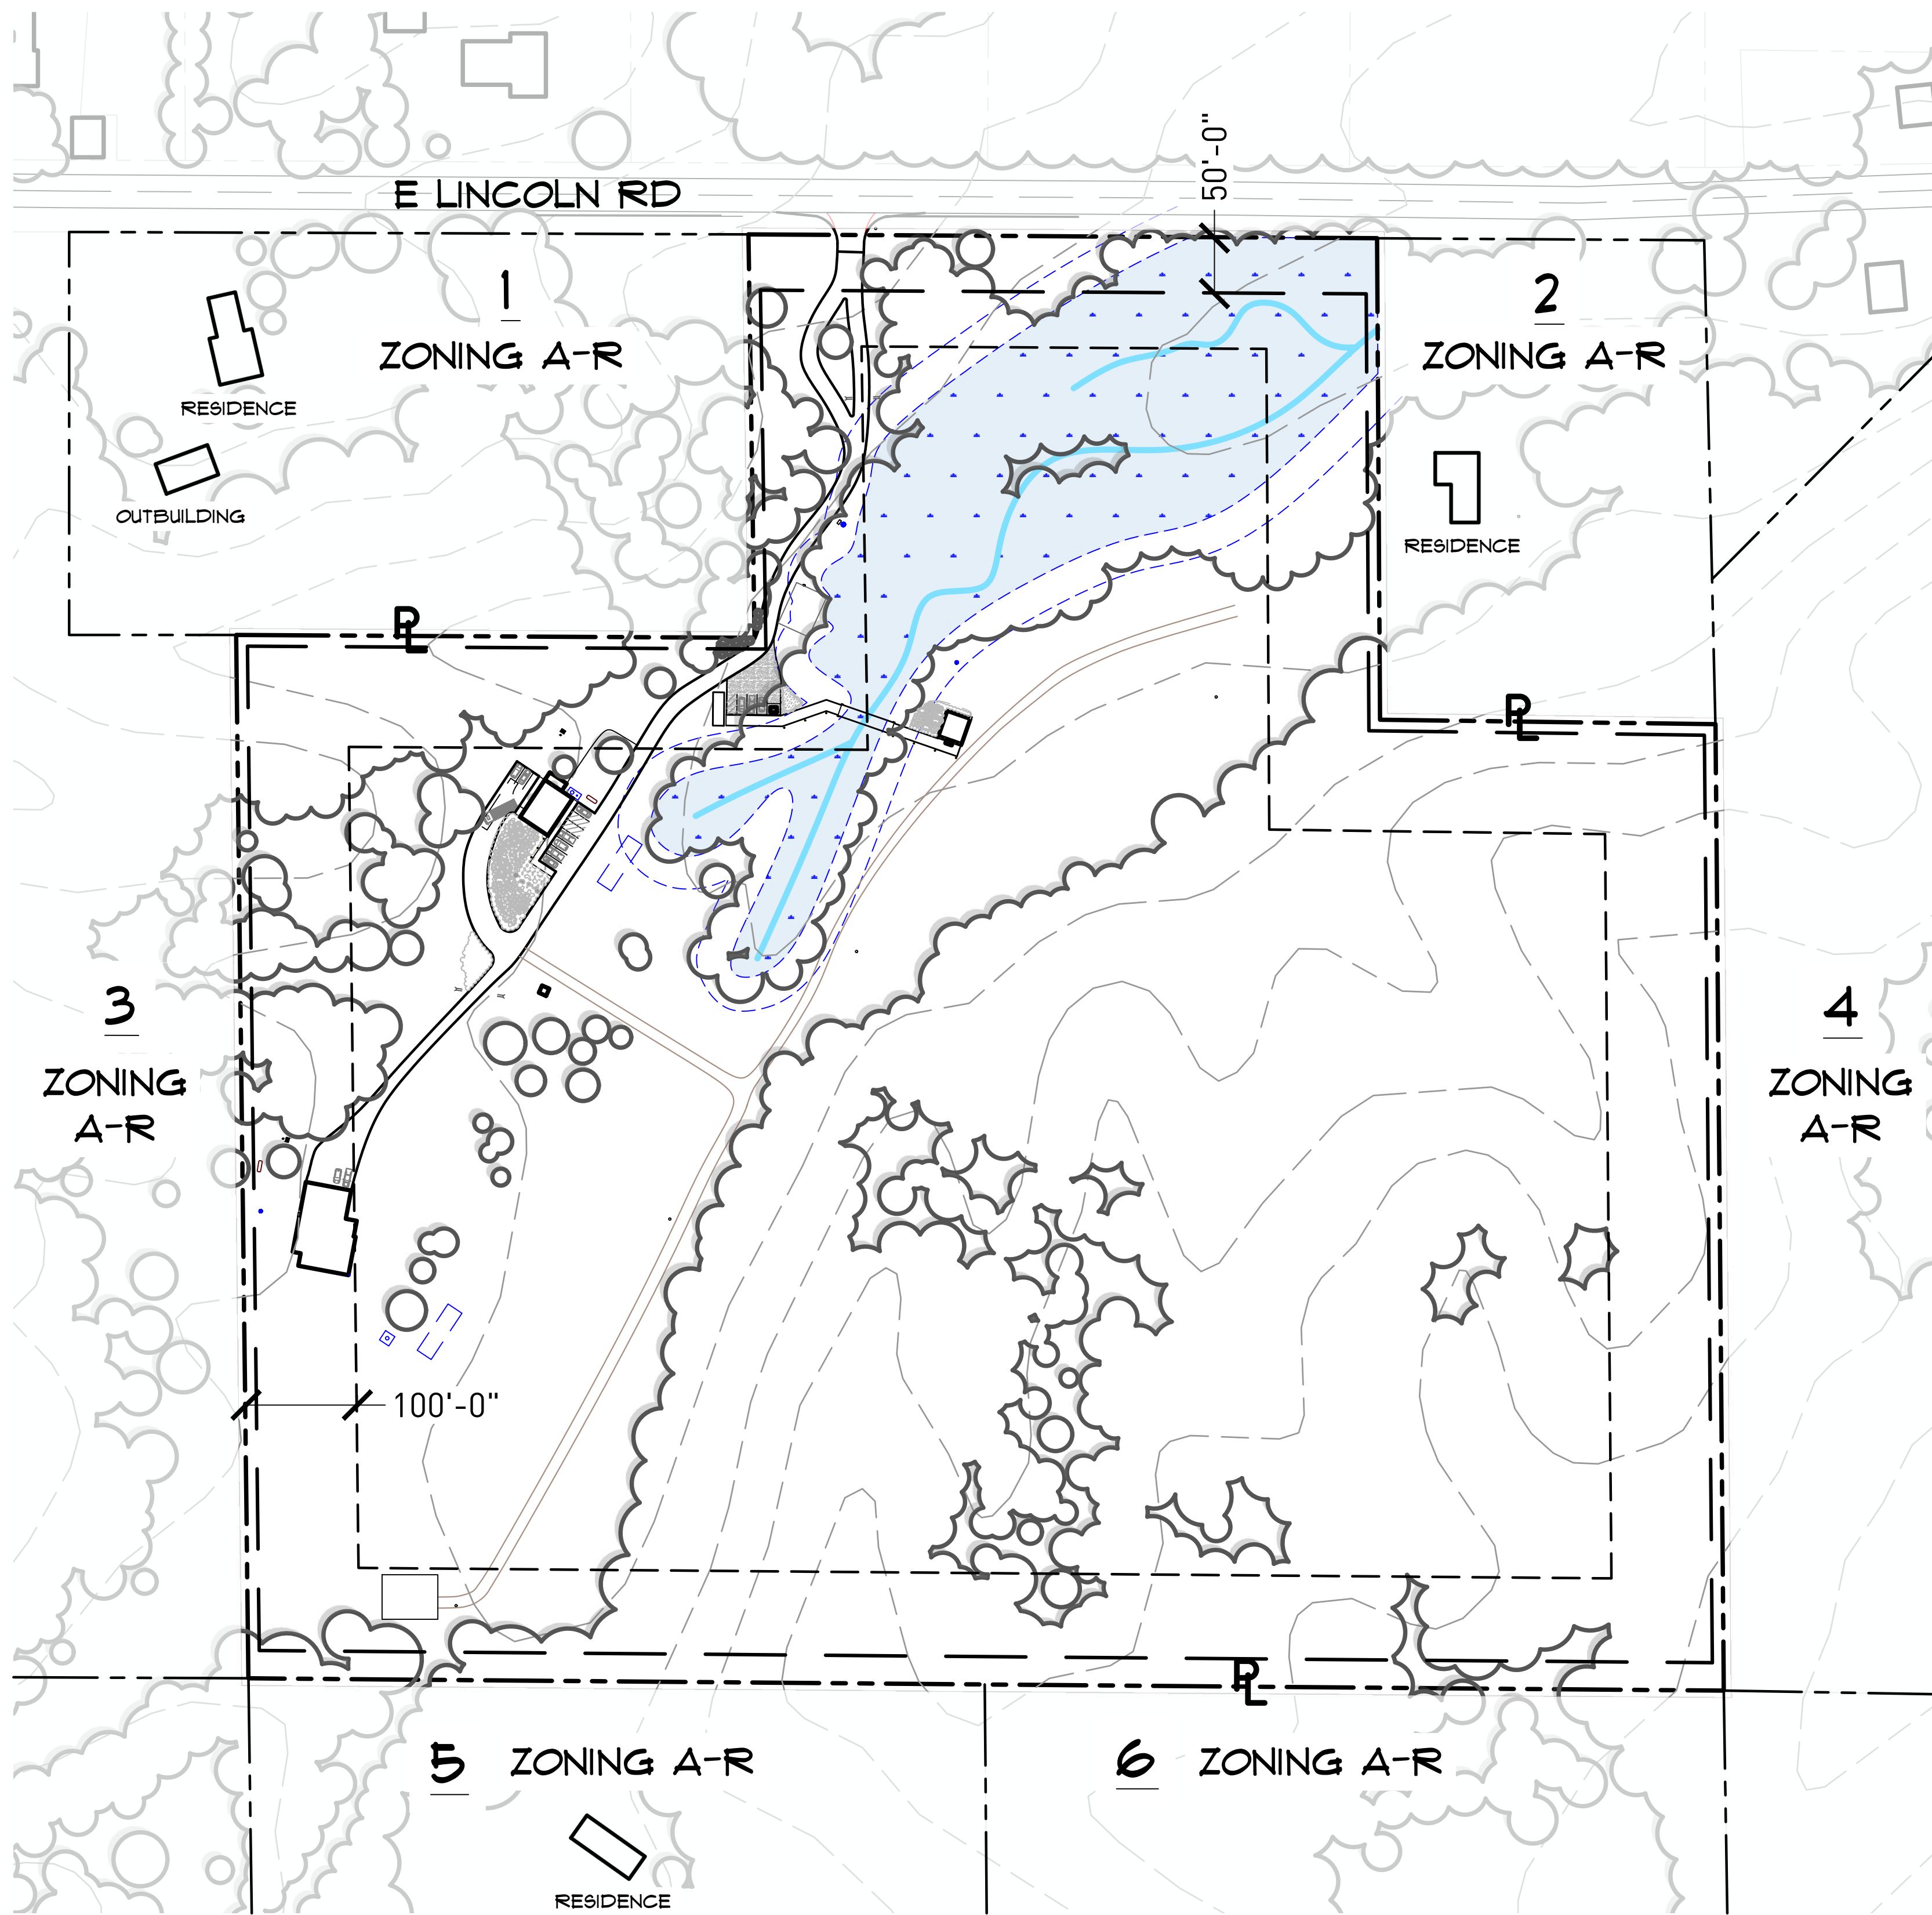 50'-0"
E LINCOLN RD
1
ZONING A-R
RESIDENCE
OUTBUILDING
2
ZONING A-R
RESIDENCE
PL
PL
3
ZONING
A-R
4
ZONING
A-R
100'-0"
PL
5 ZONING A-R
RESIDENCE
6 ZONING A-R